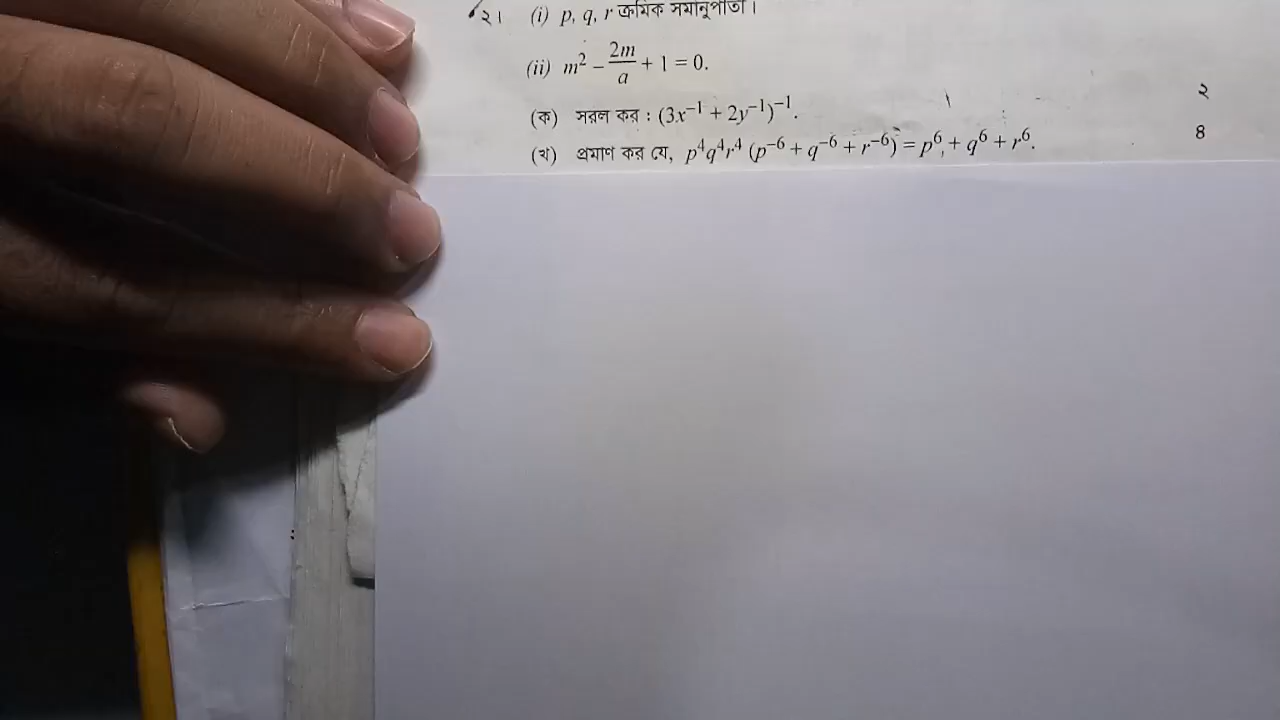 ২। (i) p, q, r ক্রমিক সমানুপাতী।
(ii) m² – 2m/a + 1 = 0.
(ক) সরল কর : (3x⁻¹ + 2y⁻¹)⁻¹. ২
(খ) প্রমাণ কর যে, p⁴q⁴r⁴ (p⁻⁶ + q⁻⁶ + r⁻⁶) = p⁶ + q⁶ + r⁶. ৪